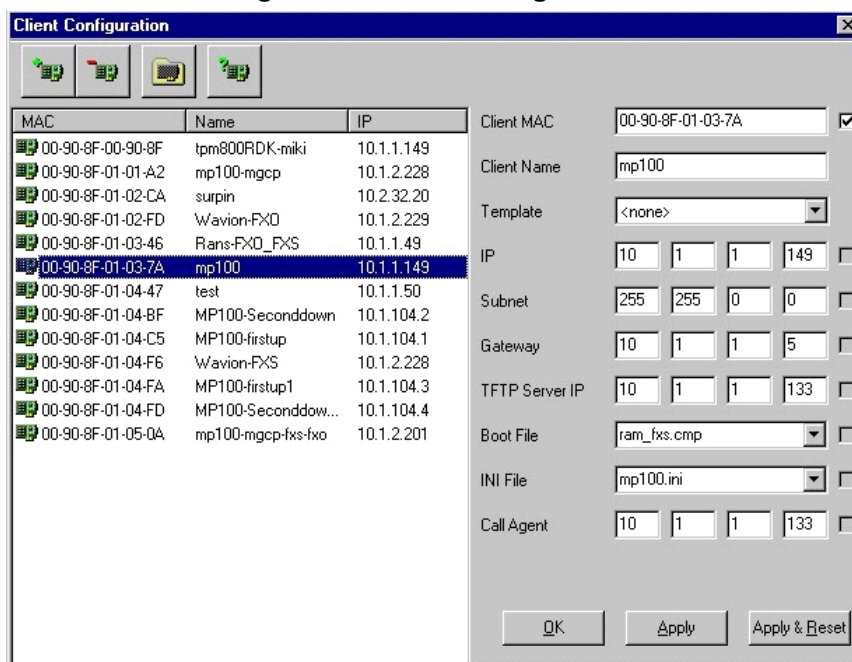 Client Configuration
MAC Name IP
00-90-8F-00-90-8F tpm800RDK-miki 10.1.1.149
00-90-8F-01-01-A2 mp100-mgcp 10.1.2.228
00-90-8F-01-02-CA surpin 10.2.32.20
00-90-8F-01-02-FD Wavion-FXO 10.1.2.229
00-90-8F-01-03-46 Rans-FXO_FXS 10.1.1.49
00-90-8F-01-03-7A mp100 10.1.1.149
00-90-8F-01-04-47 test 10.1.1.50
00-90-8F-01-04-BF MP100-Seconddown 10.1.104.2
00-90-8F-01-04-C5 MP100-firstup 10.1.104.1
00-90-8F-01-04-F6 Wavion-FXS 10.1.2.228
00-90-8F-01-04-FA MP100-firstup1 10.1.104.3
00-90-8F-01-04-FD MP100-Seconddow... 10.1.104.4
00-90-8F-01-05-0A mp100-mgcp-fxs-fxo 10.1.2.201
Client MAC 00-90-8F-01-03-7A
Client Name mp100
Template <none>
IP 10 1 1 149
Subnet 255 255 0 0
Gateway 10 1 1 5
TFTP Server IP 10 1 1 133
Boot File ram_fxs.cmp
INI File mp100.ini
Call Agent 10 1 1 133
OK Apply Apply & Reset